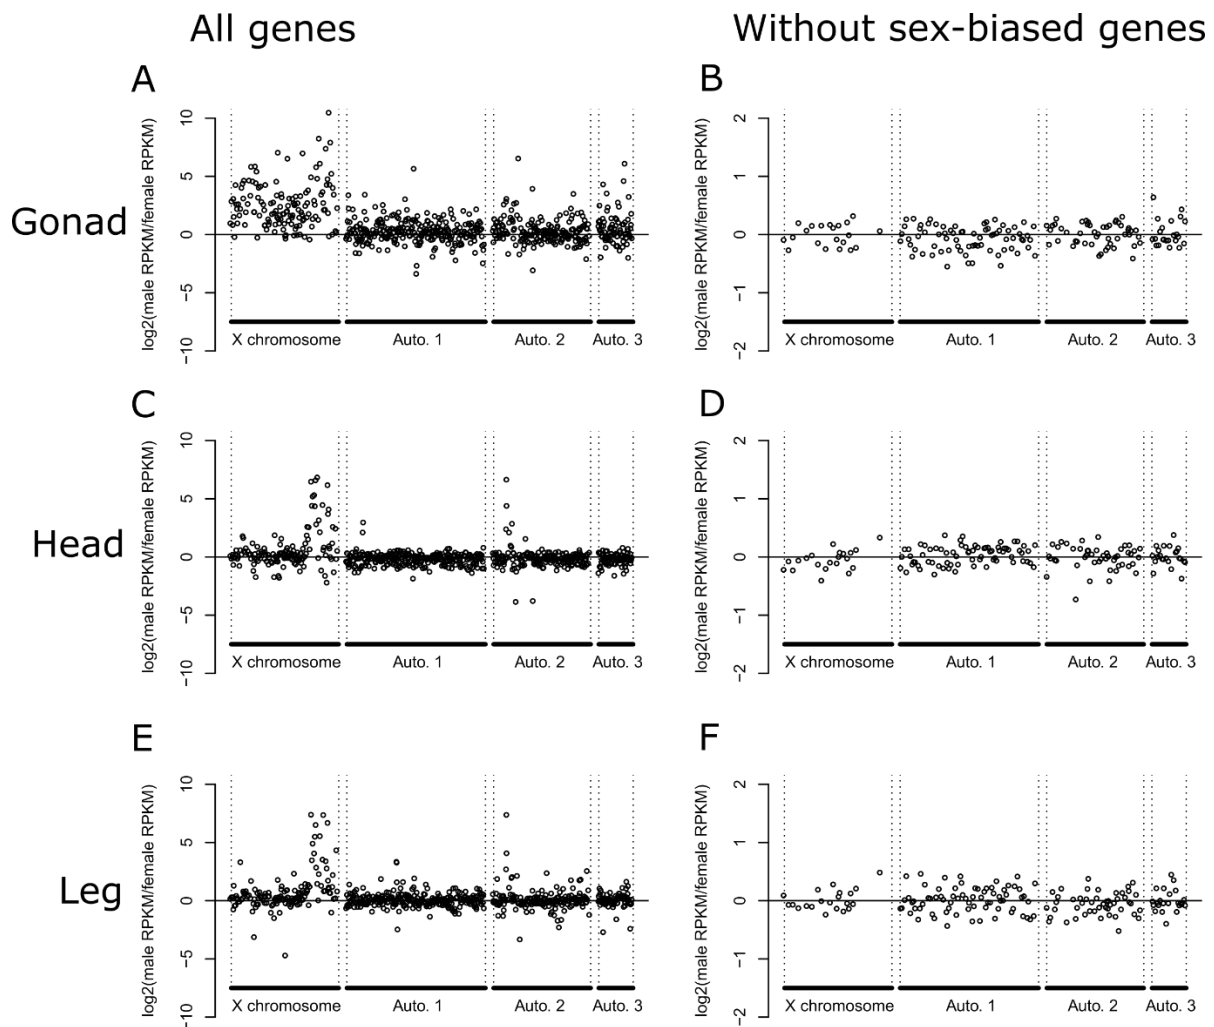 All genes
Without sex-biased genes
A
B
Gonad
log2(male RPKM/female RPKM)
10
5
0
−5
−10
X chromosome
Auto. 1
Auto. 2
Auto. 3
log2(male RPKM/female RPKM)
2
1
0
−1
−2
X chromosome
Auto. 1
Auto. 2
Auto. 3
C
D
Head
log2(male RPKM/female RPKM)
10
5
0
−5
−10
X chromosome
Auto. 1
Auto. 2
Auto. 3
log2(male RPKM/female RPKM)
2
1
0
−1
−2
X chromosome
Auto. 1
Auto. 2
Auto. 3
E
F
Leg
log2(male RPKM/female RPKM)
10
5
0
−5
−10
X chromosome
Auto. 1
Auto. 2
Auto. 3
log2(male RPKM/female RPKM)
2
1
0
−1
−2
X chromosome
Auto. 1
Auto. 2
Auto. 3